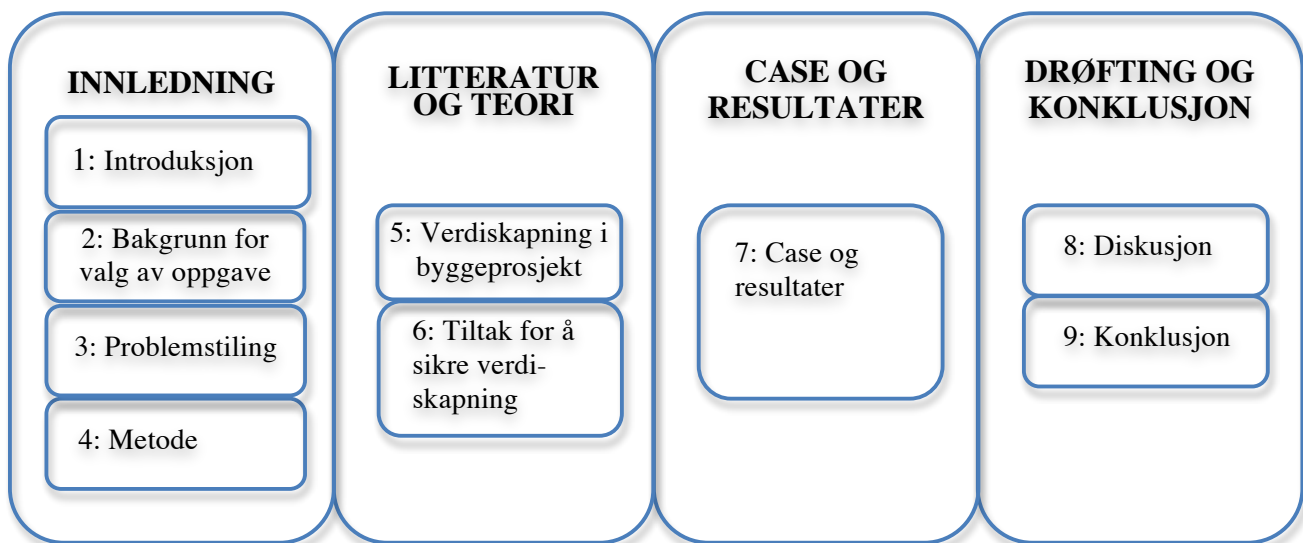 INNLEDNING
1: Introduksjon
2: Bakgrunn for
valg av oppgave
3: Problemstiling
4: Metode
LITTERATUR
OG TEORI
5: Verdiskapning i
byggeprosjekt
6: Tiltak for å
sikre verdi-
skapning
CASE OG
RESULTATER
7: Case og
resultater
DRØFTING OG
KONKLUSJON
8: Diskusjon
9: Konklusjon